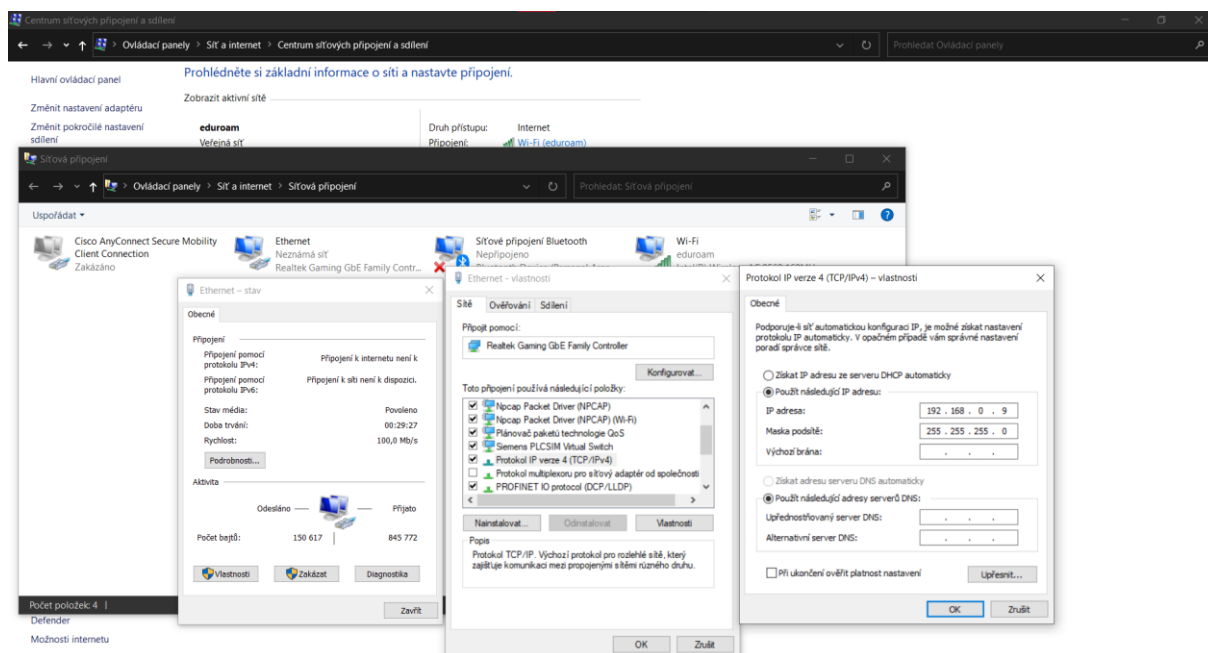 Centrum síťových připojení a sdílení
Ovládací panely > Síť a internet > Centrum síťových připojení a sdílení
Prohledat Ovládací panely
Hlavní ovládací panel
Změnit nastavení adaptéru
Změnit pokročilé nastavení
sdílení
Prohlédněte si základní informace o síti a nastavte připojení.
Zobrazit aktivní sítě
eduroam
Veřejná síť
Druh přístupu: Internet
Připojení: Wi-Fi (eduroam)
Síťová připojení
Ovládací panely > Síť a internet > Síťová připojení
Prohledat: Síťová připojení
Uspořádat
Cisco AnyConnect Secure Mobility
Client Connection
Zakázáno
Ethernet
Neznámá síť
Realtek Gaming GbE Family Contr...
Síťové připojení Bluetooth
Nepřipojeno
Wi-Fi
eduroam
Ethernet – stav
Obecné
Připojení
Připojení pomocí
protokolu IPv4:
Připojení k internetu není k
Připojení pomocí
protokolu IPv6:
Připojení k síti není k dispozici.
Stav média: Povoleno
Doba trvání: 00:29:27
Rychlost: 100,0 Mb/s
Podrobnosti...
Aktivita
Odesláno — — Přijato
Počet bajtů: 150 617 | 845 772
Vlastnosti Zakázat Diagnostika
Zavřít
Ethernet - vlastnosti
Sítě Ověřování Sdílení
Připojit pomocí:
Realtek Gaming GbE Family Controller
Konfigurovat...
Toto připojení používá následující položky:
Npcap Packet Driver (NPCAP)
Npcap Packet Driver (NPCAP) (Wi-Fi)
Plánovač paketů technologie QoS
Siemens PLCSIM Virtual Switch
Protokol IP verze 4 (TCP/IPv4)
Protokol multiplexoru pro síťový adaptér od společnosti
PROFINET IO protocol (DCP/LLDP)
Nainstalovat... Odinstalovat Vlastnosti
Popis
Protokol TCP/IP. Výchozí protokol pro rozlehlé sítě, který
zajišťuje komunikaci mezi propojenými sítěmi různého druhu.
OK Zrušit
Protokol IP verze 4 (TCP/IPv4) – vlastnosti
Obecné
Podporuje-li síť automatickou konfiguraci IP, je možné získat nastavení
protokolu IP automaticky. V opačném případě vám správné nastavení
poradí správce sítě.
Získat IP adresu ze serveru DHCP automaticky
Použít následující IP adresu:
IP adresa: 192 . 168 . 0 . 9
Maska podsítě: 255 . 255 . 255 . 0
Výchozí brána: . . .
Získat adresu serveru DNS automaticky
Použít následující adresy serverů DNS:
Upřednostňovaný server DNS: . . .
Alternativní server DNS: . . .
Při ukončení ověřit platnost nastavení
Upřesnit...
OK Zrušit
Počet položek: 4
Defender
Možnosti internetu